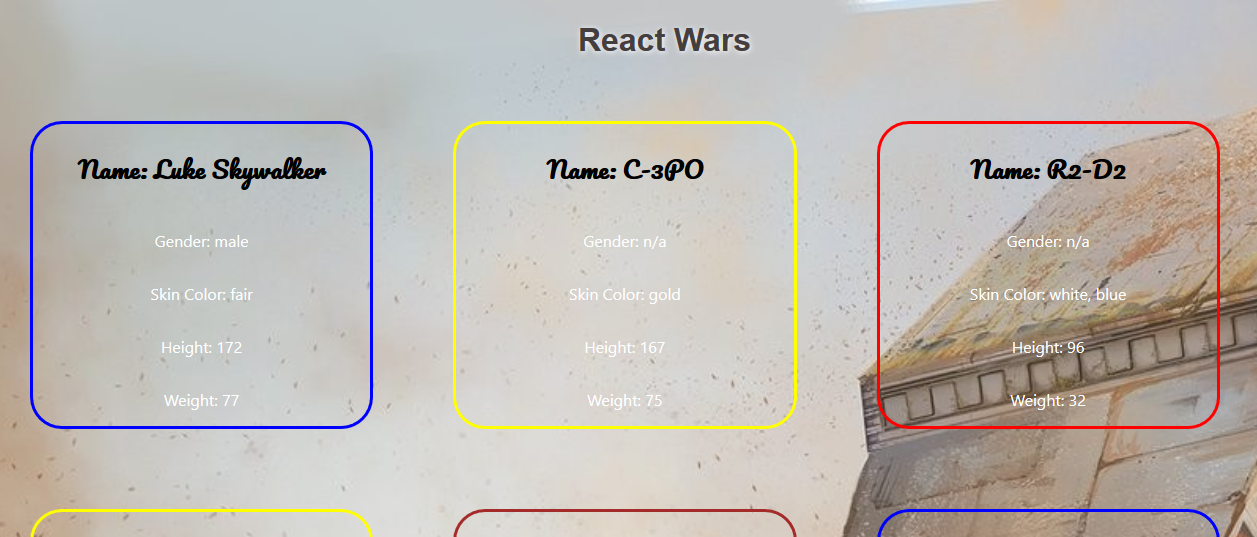 React Wars
Name: Luke Skywalker
Gender: male
Skin Color: fair
Height: 172
Weight: 77
Name: C-3PO
Gender: n/a
Skin Color: gold
Height: 167
Weight: 75
Name: R2-D2
Gender: n/a
Skin Color: white, blue
Height: 96
Weight: 32